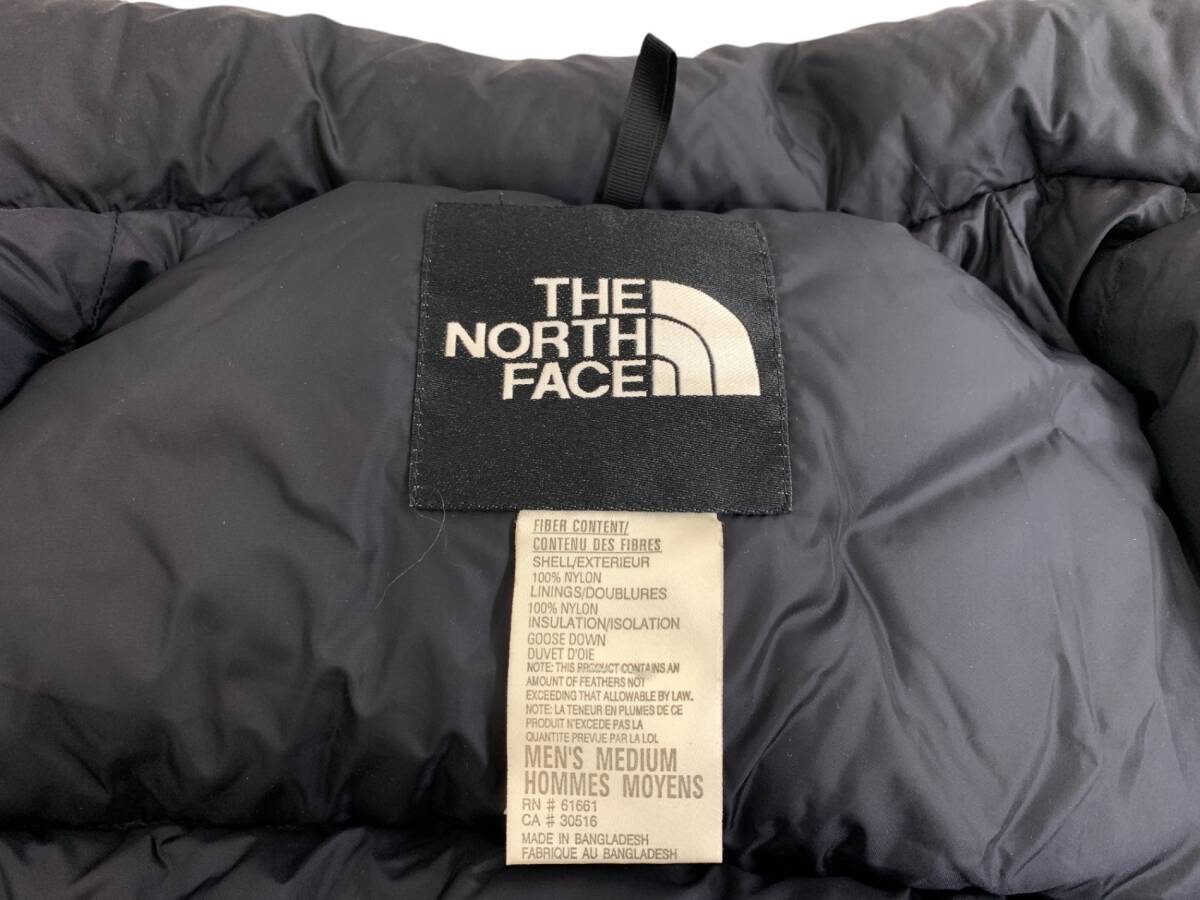 THE
NORTH
FACE
FIBER CONTENT/
CONTENU DES FIBRES
SHELL/EXTERIEUR
100% NYLON
LININGS/DOUBLURES
100% NYLON
INSULATION/ISOLATION
GOOSE DOWN
DUVET D'OIE
NOTE: THIS PRODUCT CONTAINS AN
AMOUNT OF FEATHERS NOT
EXCEEDING THAT ALLOWABLE BY LAW.
NOTE: LA TENEUR EN PLUMES DE CE
PRODUIT N'EXCEDE PAS LA
QUANTITE PREVUE PAR LA LOL
MEN'S MEDIUM
HOMMES MOYENS
RN # 61661
CA # 30516
MADE IN BANGLADESH
FABRIQUE AU BANGLADESH